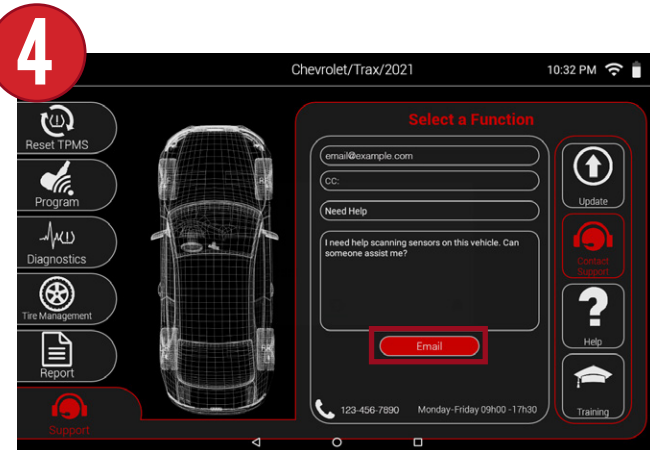 4
Chevrolet/Trax/2021
10:32 PM
Reset TPMS
Program
Diagnostics
Tire Management
Report
Support
Select a Function
email@example.com
CC:
Need Help
I need help scanning sensors on this vehicle. Can
someone assist me?
Email
123-456-7890 Monday-Friday 09h00 -17h30
Update
Contact
Support
Help
Training